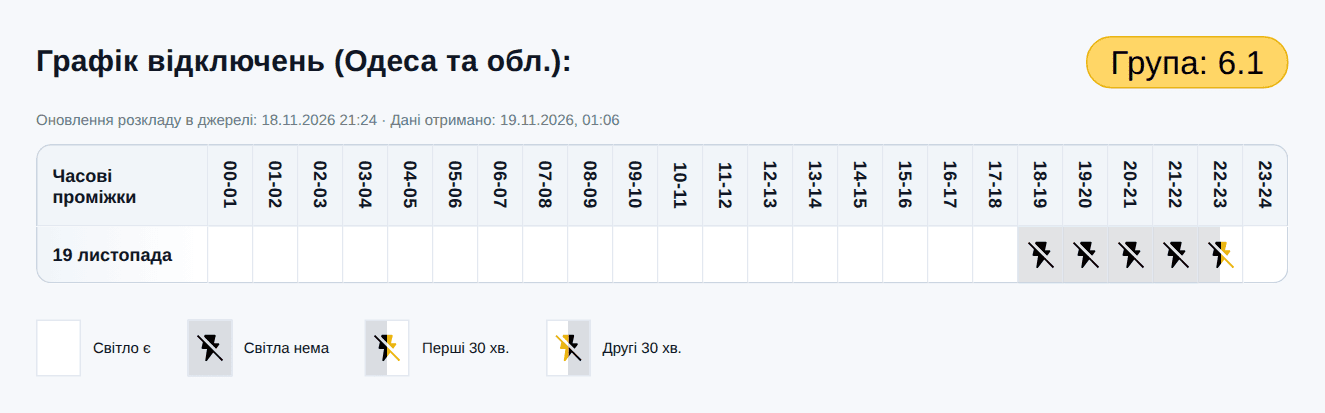 Графік відключень (Одеса та обл.):
Група: 6.1
Оновлення розкладу в джерелі: 18.11.2026 21:24 · Дані отримано: 19.11.2026, 01:06
Часові
проміжки
00-01
01-02
02-03
03-04
04-05
05-06
06-07
07-08
08-09
09-10
10-11
11-12
12-13
13-14
14-15
15-16
16-17
17-18
18-19
19-20
20-21
21-22
22-23
23-24
19 листопада
Світло є
Світла нема
Перші 30 хв.
Другі 30 хв.